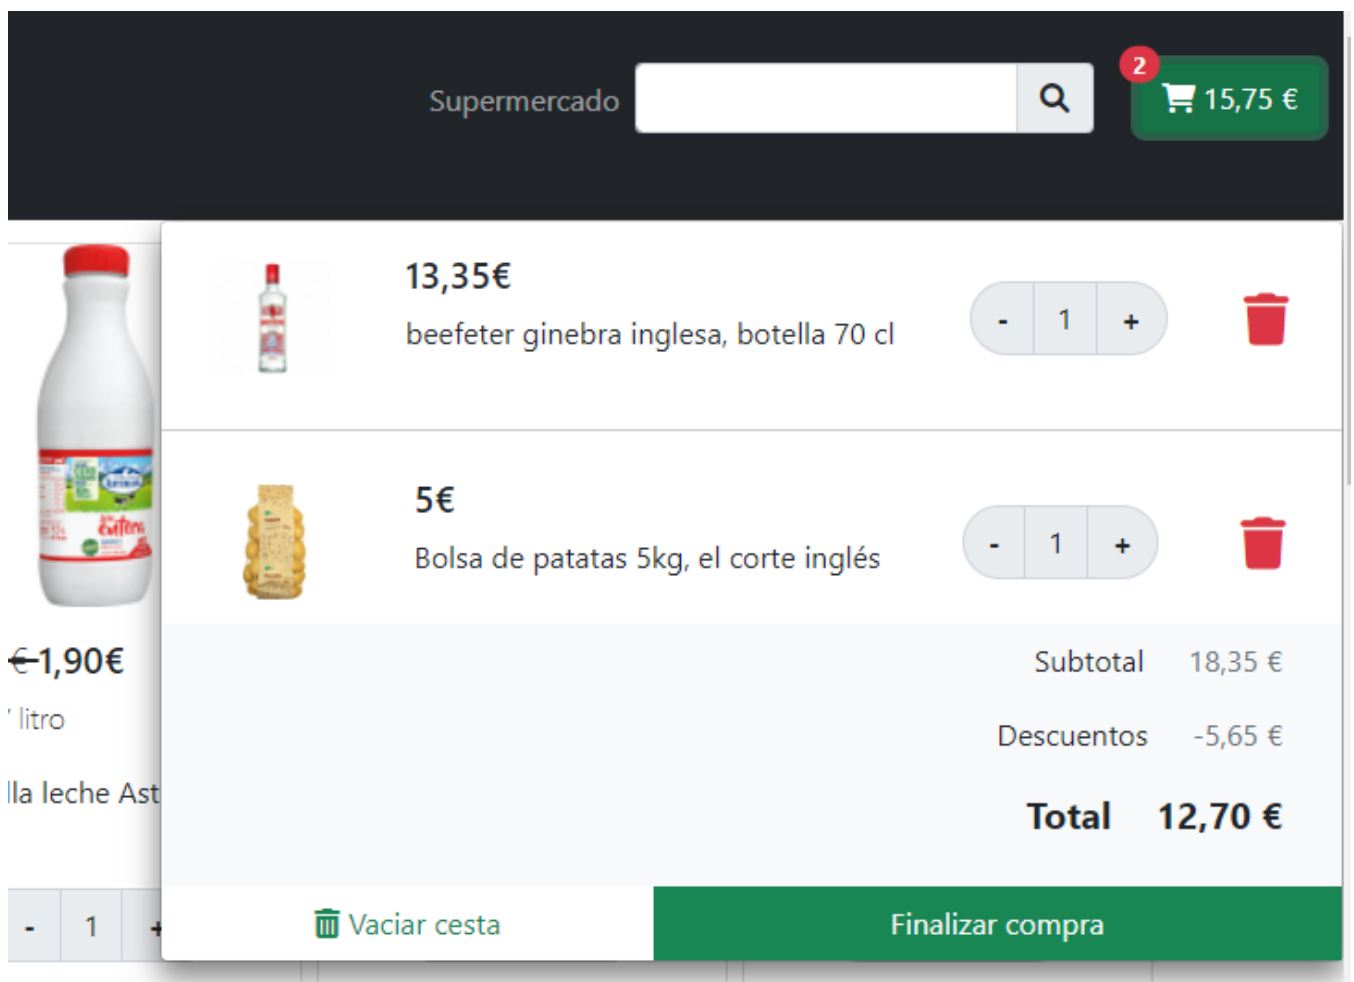 2
Supermercado
15,75 €
13,35€
beefeter ginebra inglesa, botella 70 cl
- 1 +
5€
Bolsa de patatas 5kg, el corte inglés
- 1 +
entera
€ 1,90€
litro
lla leche Ast
- 1 +
Subtotal 18,35 €
Descuentos -5,65 €
Total 12,70 €
Vaciar cesta
Finalizar compra